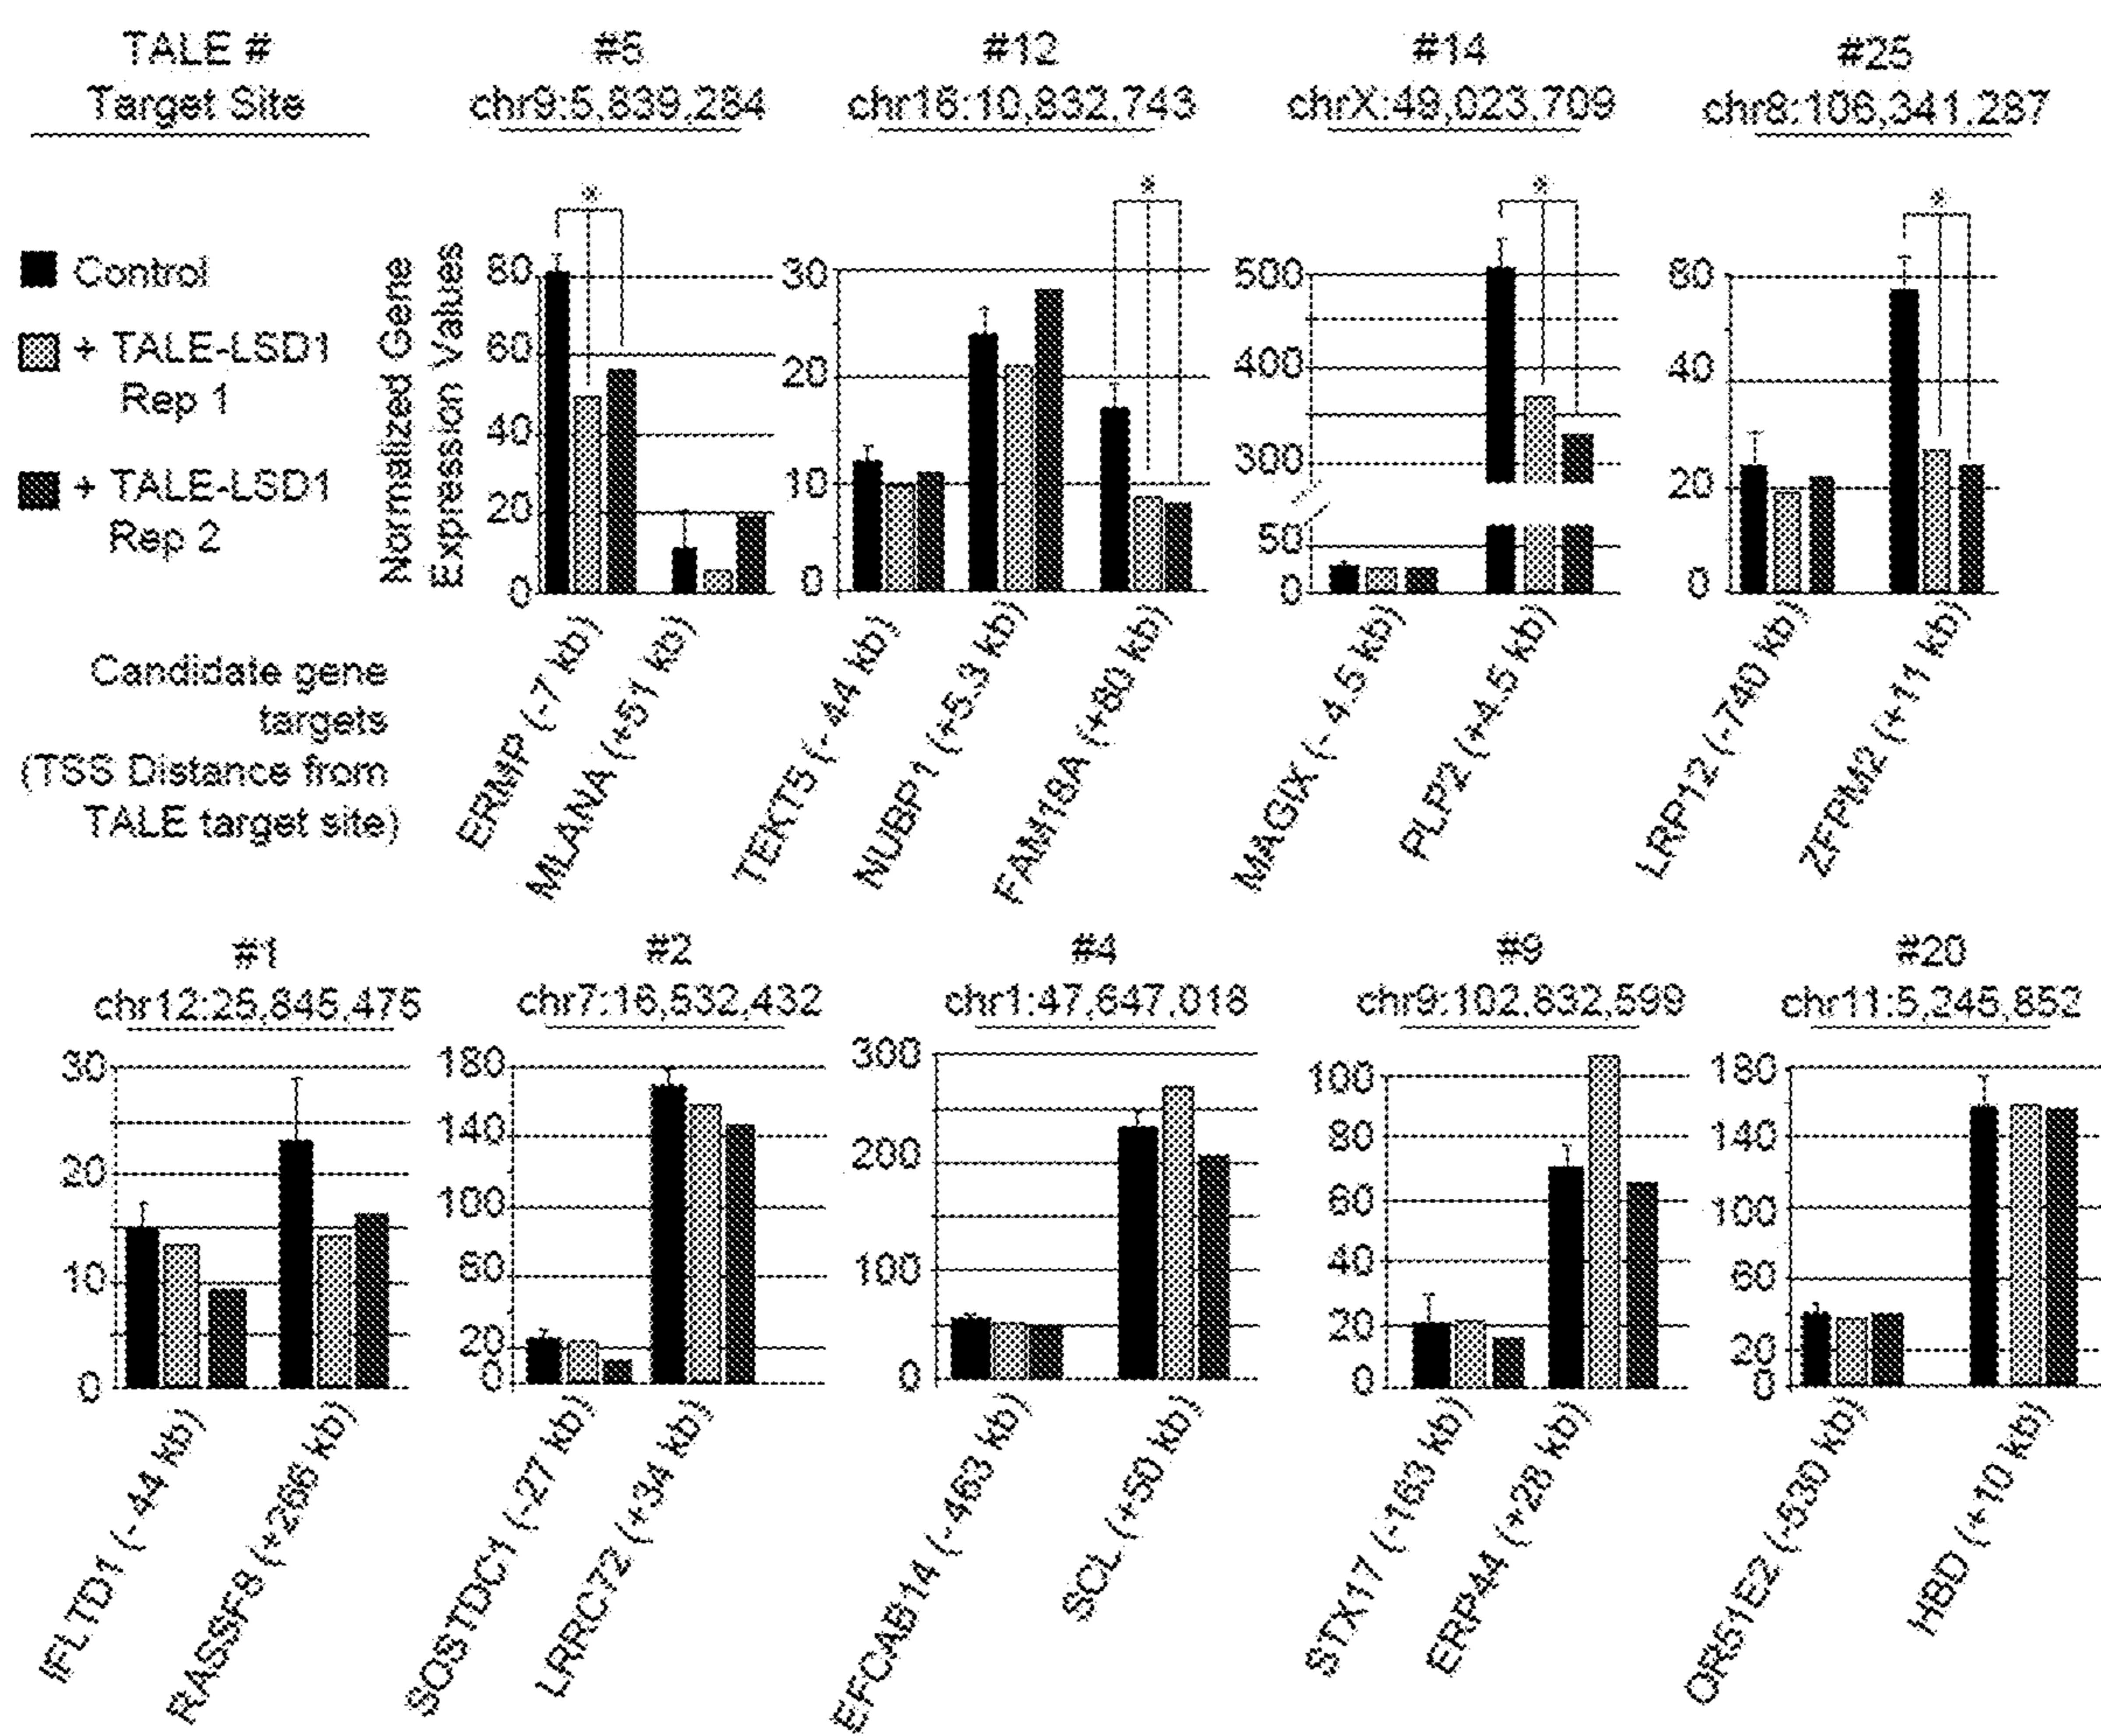 TALE #
Target Site
#5
chr9:5,839,284
#12
chr16:10,832,743
#14
chrX:49,023,709
#25
chr8:106,341,287
Control
+ TALE-LSD1
Rep 1
+ TALE-LSD1
Rep 2
Normalized Gene
Expression Values
80
60
40
20
0
*
30
20
10
0
*
500
400
300
50
0
*
80
40
20
0
*
Candidate gene
targets
(TSS Distance from
TALE target site)
ERMP (-7 kb)
MLANA (+51 kb)
TEKT5 (-44 kb)
NUBP1 (+5.3 kb)
FAM18A (+80 kb)
MAGIX (-4.5 kb)
PLP2 (+4.5 kb)
LRP12 (-740 kb)
ZFPM2 (+11 kb)
#1
chr12:25,845,475
#2
chr7:16,532,432
#4
chr1:47,647,018
#9
chr9:102,832,599
#20
chr11:5,245,852
30
20
10
0
180
140
100
60
20
0
300
200
100
0
100
80
60
40
20
0
180
140
100
60
20
0
IFLTD1 (-44 kb)
RASSF8 (+266 kb)
SOSTDC1 (-27 kb)
LRRC72 (+34 kb)
EFCAB14 (-463 kb)
SCL (+50 kb)
STX17 (-163 kb)
ERP44 (+28 kb)
OR51E2 (-530 kb)
HBD (+10 kb)